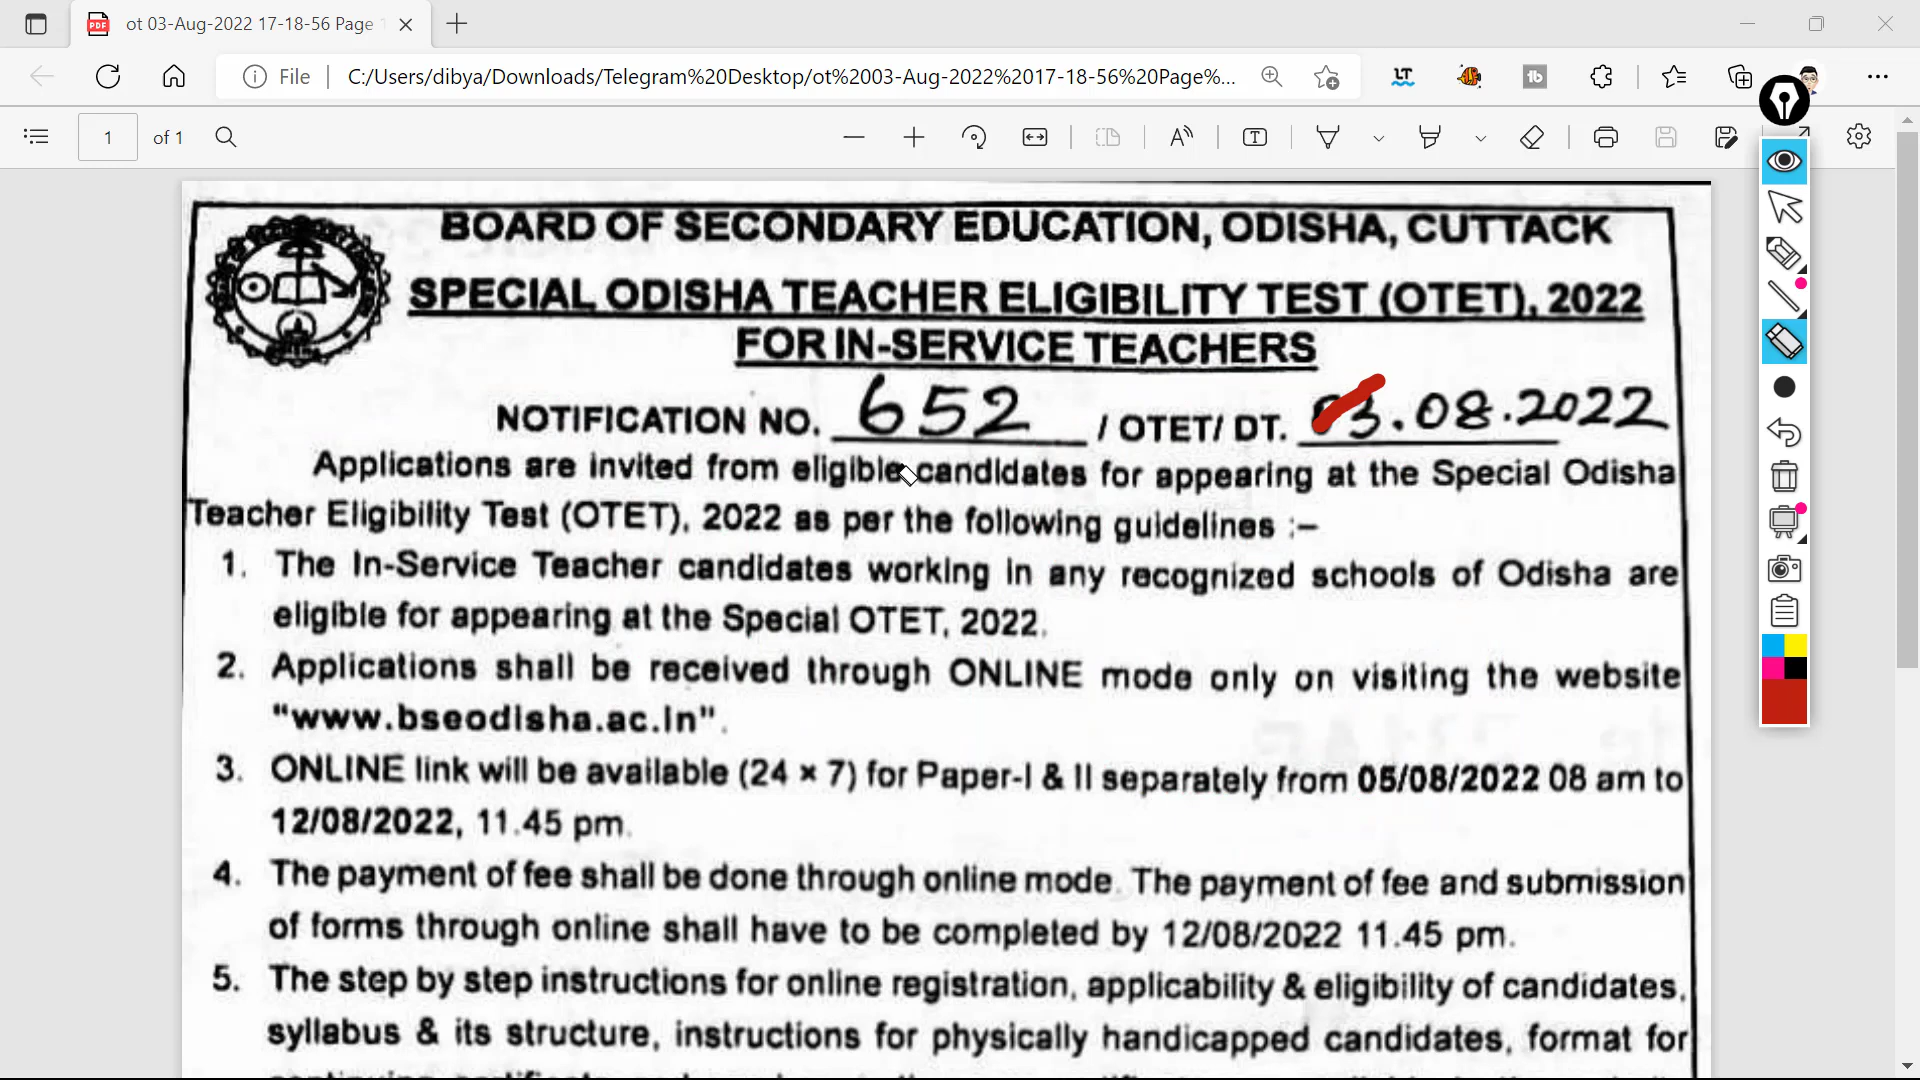 ot 03-Aug-2022 17-18-56 Page
File C:/Users/dibya/Downloads/Telegram%20Desktop/ot%2003-Aug-2022%2017-18-56%20Page%...
1 of 1
BOARD OF SECONDARY EDUCATION, ODISHA, CUTTACK
SPECIAL ODISHA TEACHER ELIGIBILITY TEST (OTET), 2022
FOR IN-SERVICE TEACHERS
NOTIFICATION NO. 652 / OTET/ DT. 03.08.2022
Applications are invited from eligible candidates for appearing at the Special Odisha
Teacher Eligibility Test (OTET), 2022 as per the following guidelines :–
1. The In-Service Teacher candidates working in any recognized schools of Odisha are
eligible for appearing at the Special OTET, 2022.
2. Applications shall be received through ONLINE mode only on visiting the website
"www.bseodisha.ac.in".
3. ONLINE link will be available (24 × 7) for Paper-I & II separately from 05/08/2022 08 am to
12/08/2022, 11.45 pm.
4. The payment of fee shall be done through online mode. The payment of fee and submission
of forms through online shall have to be completed by 12/08/2022 11.45 pm.
5. The step by step instructions for online registration, applicability & eligibility of candidates,
syllabus & its structure, instructions for physically handicapped candidates, format for